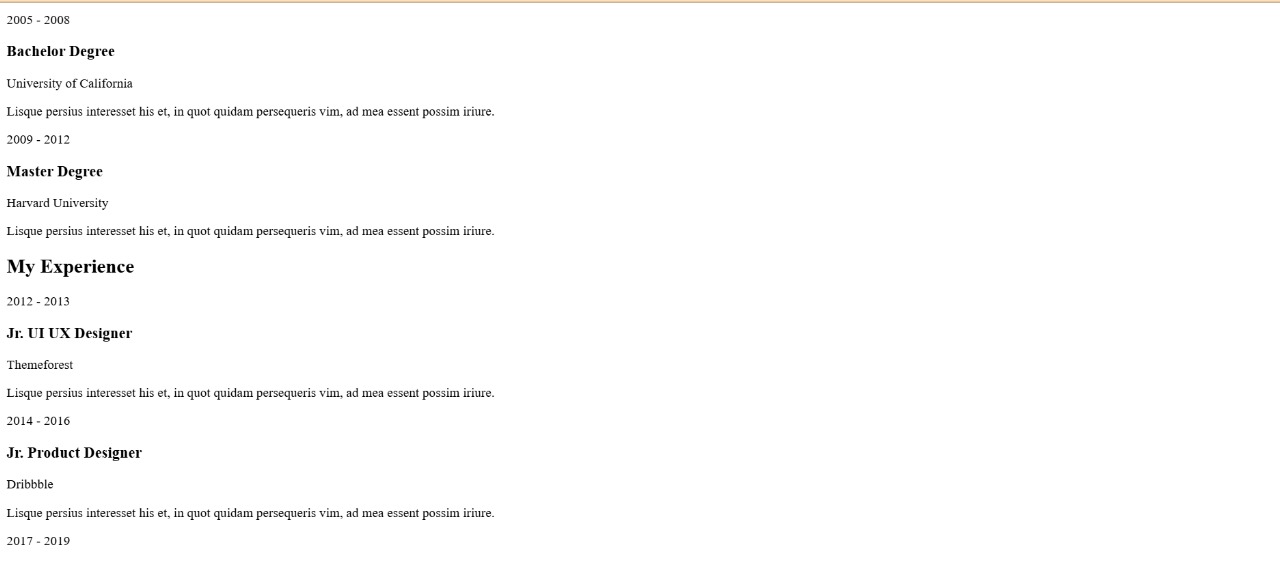 2005 - 2008
Bachelor Degree
University of California
Lisque persius interesset his et, in quot quidam persequeris vim, ad mea essent possim iriure.
2009 - 2012
Master Degree
Harvard University
Lisque persius interesset his et, in quot quidam persequeris vim, ad mea essent possim iriure.
My Experience
2012 - 2013
Jr. UI UX Designer
Themeforest
Lisque persius interesset his et, in quot quidam persequeris vim, ad mea essent possim iriure.
2014 - 2016
Jr. Product Designer
Dribbble
Lisque persius interesset his et, in quot quidam persequeris vim, ad mea essent possim iriure.
2017 - 2019